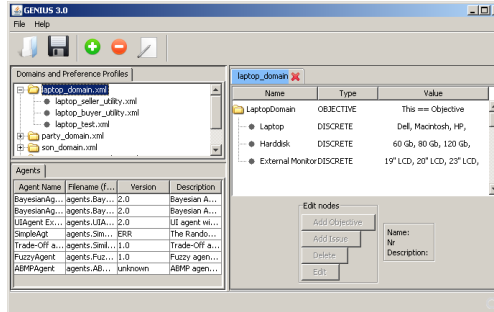 GENIUS 3.0
File Help
Domains and Preference Profiles
laptop_domain.xml
laptop_seller_utility.xml
laptop_buyer_utility.xml
laptop_test.xml
party_domain.xml
son_domain.xml
Agents
Agent Name Filename (f... Version Description
BayesianAg... agents.Bay... 2.0 Bayesian A...
BayesianAg... agents.Bay... 2.0 Bayesian A...
UIAgent Ex... agents.UIA... 2.0 UI agent wi...
SimpleAgt agents.Sim... ERR The Rando...
Trade-Off a... agents.Simil... 1.0 Trade-Off a...
FuzzyAgent agents.Fuz... 1.0 Fuzzy agen...
ABMPAgent agents.AB... unknown ABMP agen...
laptop_domain
Name Type Value
LaptopDomain OBJECTIVE This == Objective
Laptop DISCRETE Dell, Macintosh, HP,
Harddisk DISCRETE 60 Gb, 80 Gb, 120 Gb,
External Monitor DISCRETE 19" LCD, 20" LCD, 23" LCD,
Edit nodes
Add Objective
Add Issue
Delete
Edit
Name:
Nr
Description: